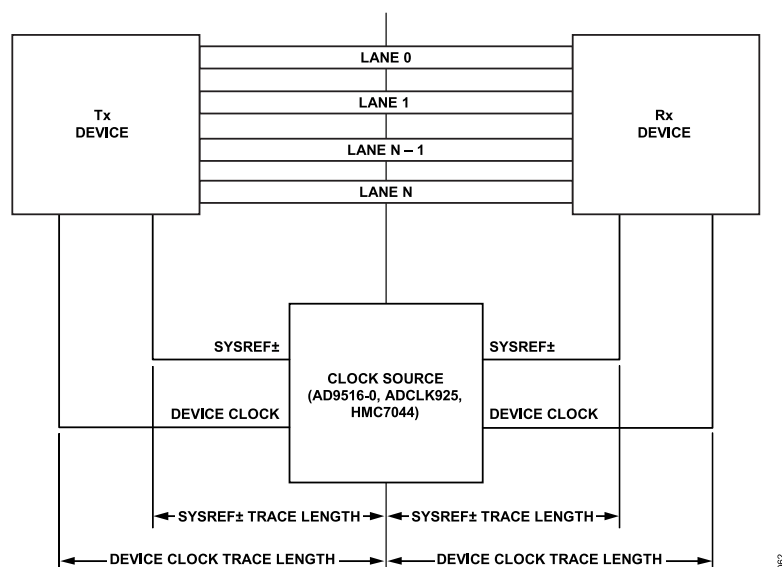 LANE 0
LANE 1
LANE N – 1
LANE N
Tx
DEVICE
Rx
DEVICE
SYSREF±
SYSREF±
CLOCK SOURCE
(AD9516-0, ADCLK925,
HMC7044)
DEVICE CLOCK
DEVICE CLOCK
SYSREF± TRACE LENGTH
SYSREF± TRACE LENGTH
DEVICE CLOCK TRACE LENGTH
DEVICE CLOCK TRACE LENGTH